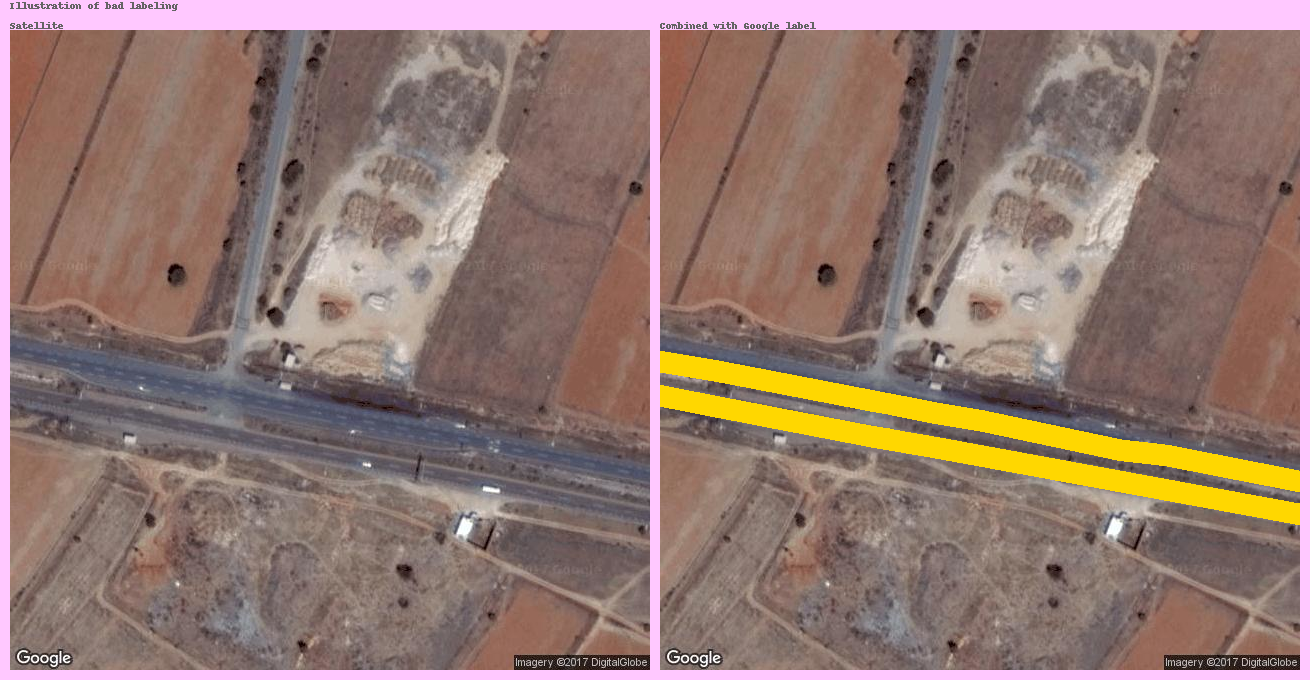 Illustration of bad labeling
Satellite
Combined with Google label
Google
Imagery ©2017 DigitalGlobe
Google
Imagery ©2017 DigitalGlobe